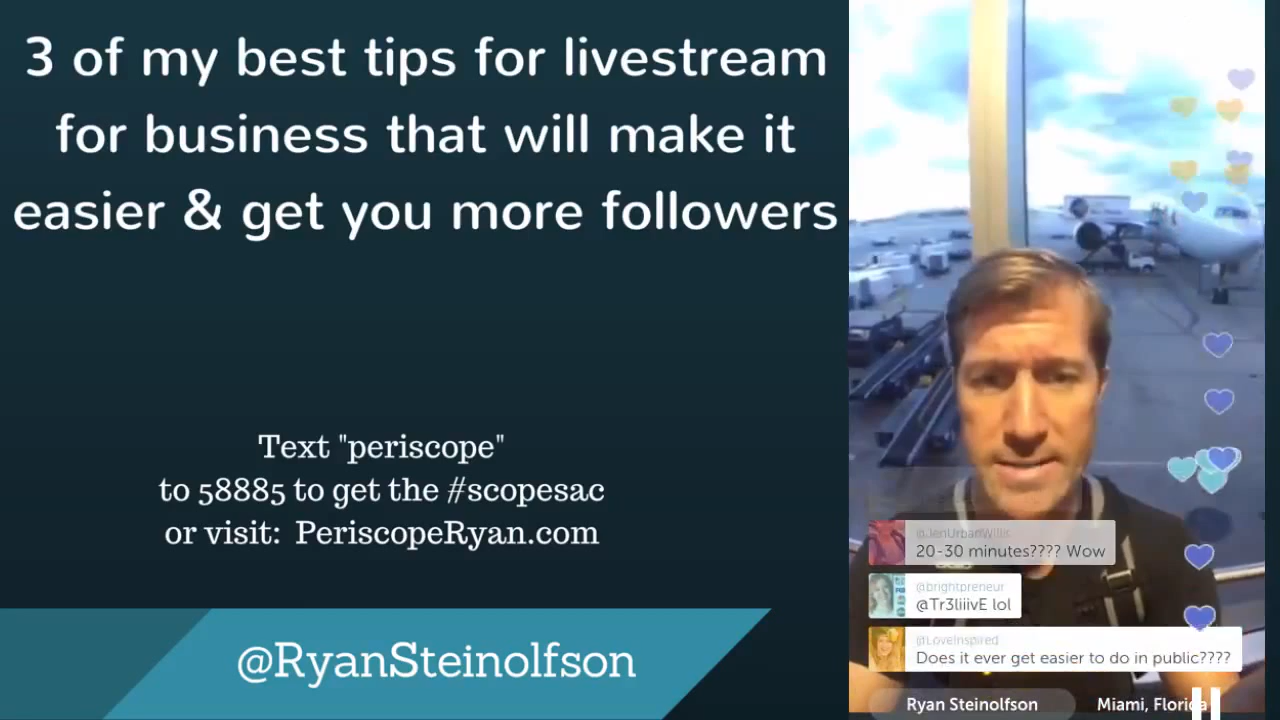 3 of my best tips for livestream
for business that will make it
easier & get you more followers
Text "periscope"
to 58885 to get the #scopesac
or visit: PeriscopeRyan.com
@RyanSteinolfson
@JenUrbanWillis
20-30 minutes???? Wow
@brightpreneur
@Tr3liiivE lol
@LoveInspired
Does it ever get easier to do in public????
Ryan Steinolfson
Miami, Florida